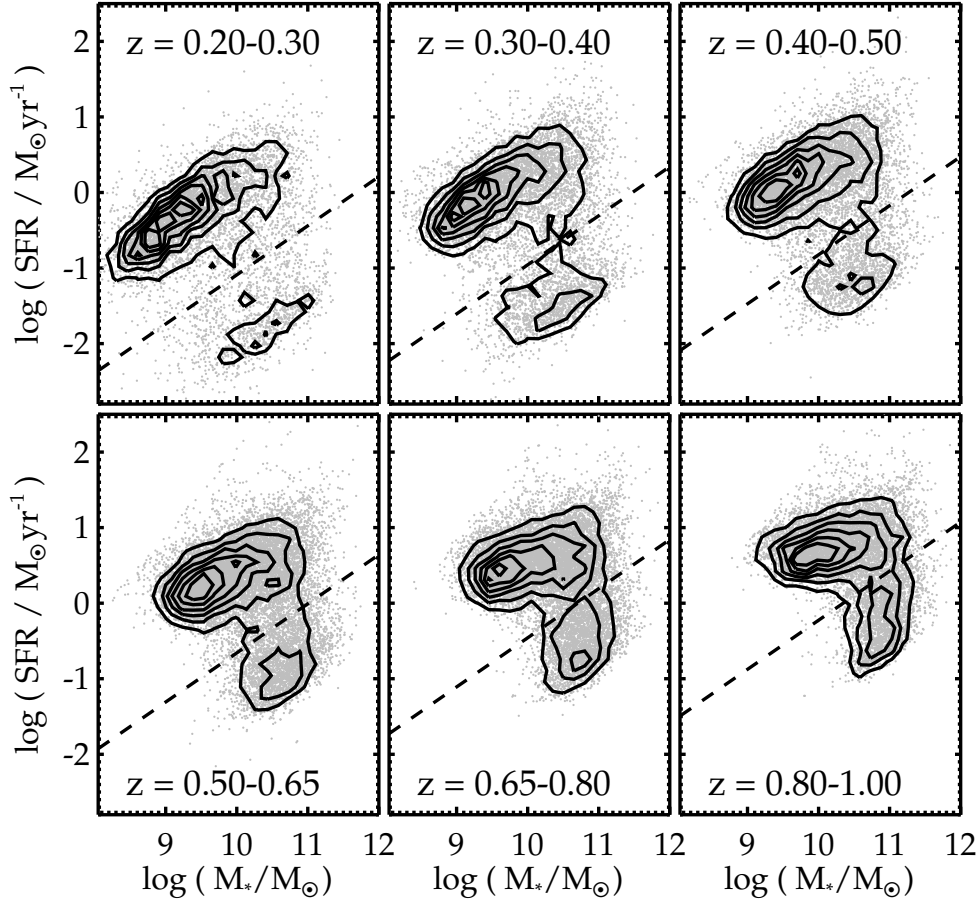 z = 0.20-0.30
z = 0.30-0.40
z = 0.40-0.50
log ( SFR / M⊙yr⁻¹ )
2
1
0
-1
-2
z = 0.50-0.65
z = 0.65-0.80
z = 0.80-1.00
log ( SFR / M⊙yr⁻¹ )
2
1
0
-1
-2
9 10 11 12 9 10 11 12 9 10 11 12
log ( M*/M⊙) log ( M*/M⊙) log ( M*/M⊙)